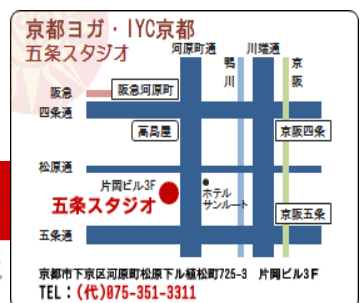 京都ヨガ・IYC京都
五条スタジオ
河原町通
鴨川
川端通
京阪
阪急
阪急河原町
四条通
高島屋
京阪四条
松原通
片岡ビル3F
五条スタジオ
ホテル
サンルート
京阪五条
五条通
京都市下京区河原町松原下ル植松町725-3 片岡ビル3F
TEL：(代)075-351-3311